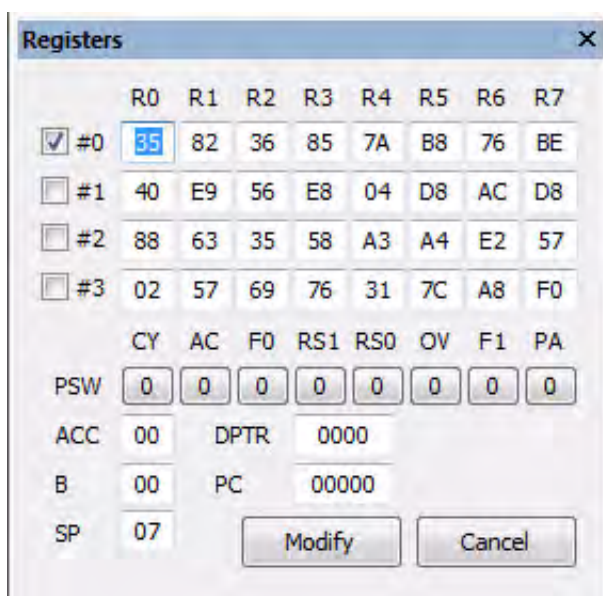 Registers
R0 R1 R2 R3 R4 R5 R6 R7
#0 35 82 36 85 7A B8 76 BE
#1 40 E9 56 E8 04 D8 AC D8
#2 88 63 35 58 A3 A4 E2 57
#3 02 57 69 76 31 7C A8 F0
CY AC F0 RS1 RS0 OV F1 PA
PSW 0 0 0 0 0 0 0 0
ACC 00 DPTR 0000
B 00 PC 00000
SP 07 Modify Cancel